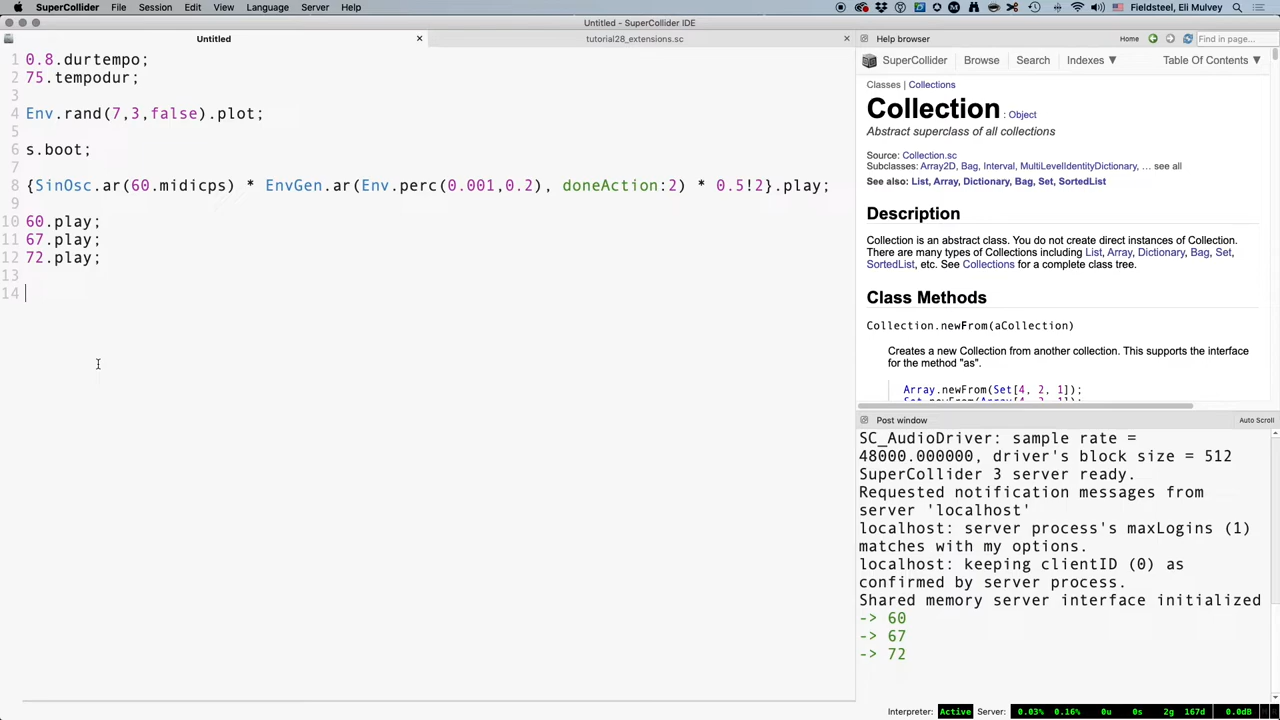 SuperCollider File Session Edit View Language Server Help Fieldsteel, Eli Mulvey
Untitled - SuperCollider IDE
Untitled tutorial28_extensions.sc
1 0.8.durtempo;
2 75.tempodur;
3
4 Env.rand(7,3,false).plot;
5
6 s.boot;
7
8 {SinOsc.ar(60.midicps) * EnvGen.ar(Env.perc(0.001,0.2), doneAction:2) * 0.5!2}.play;
9
10 60.play;
11 67.play;
12 72.play;
13
14
Help browser Home Find in page...
SuperCollider Browse Search Indexes ▼ Table Of Contents ▼
Classes | Collections
Collection : Object
Abstract superclass of all collections
Source: Collection.sc
Subclasses: Array2D, Bag, Interval, MultiLevelIdentityDictionary, … see all
See also: List, Array, Dictionary, Bag, Set, SortedList
Description
Collection is an abstract class. You do not create direct instances of Collection.
There are many types of Collections including List, Array, Dictionary, Bag, Set,
SortedList, etc. See Collections for a complete class tree.
Class Methods
Collection.newFrom(aCollection)
Creates a new Collection from another collection. This supports the interface
for the method "as".
Array.newFrom(Set[4, 2, 1]);
Set.newFrom(Array[4, 2, 1]);
Post window Auto Scroll
SC_AudioDriver: sample rate =
48000.000000, driver's block size = 512
SuperCollider 3 server ready.
Requested notification messages from
server 'localhost'
localhost: server process's maxLogins (1)
matches with my options.
localhost: keeping clientID (0) as
confirmed by server process.
Shared memory server interface initialized
-> 60
-> 67
-> 72
Interpreter: Active Server: 0.03% 0.16% 0u 0s 2g 167d 0.0dB